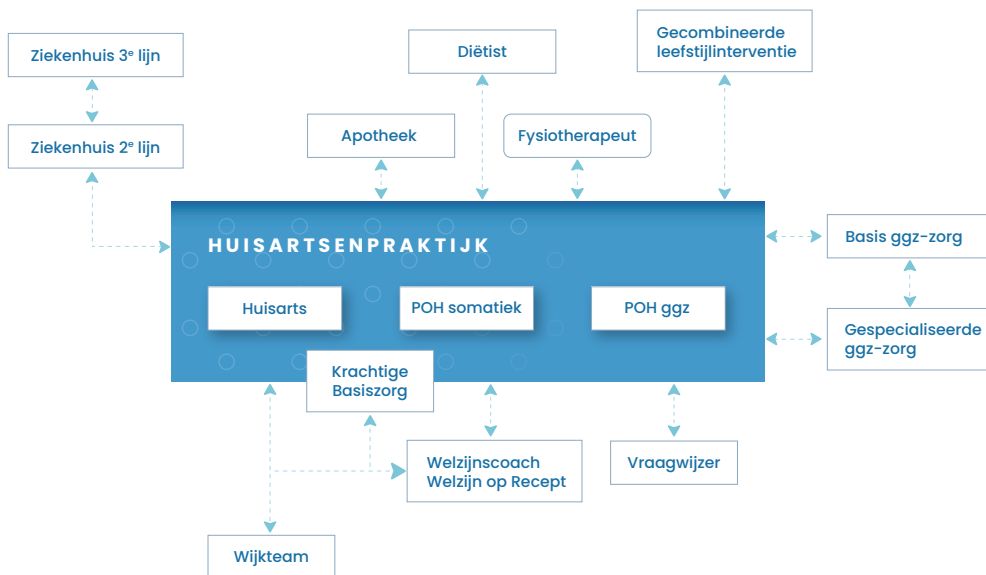 Ziekenhuis 3e lijn
Diëtist
Gecombineerde
leefstijlinterventie
Ziekenhuis 2e lijn
Apotheek
Fysiotherapeut
HUISARTSENPRAKTIJK
Basis ggz-zorg
Huisarts
POH somatiek
POH ggz
Gespecialiseerde
ggz-zorg
Krachtige
Basiszorg
Welzijnscoach
Welzijn op Recept
Vraagwijzer
Wijkteam